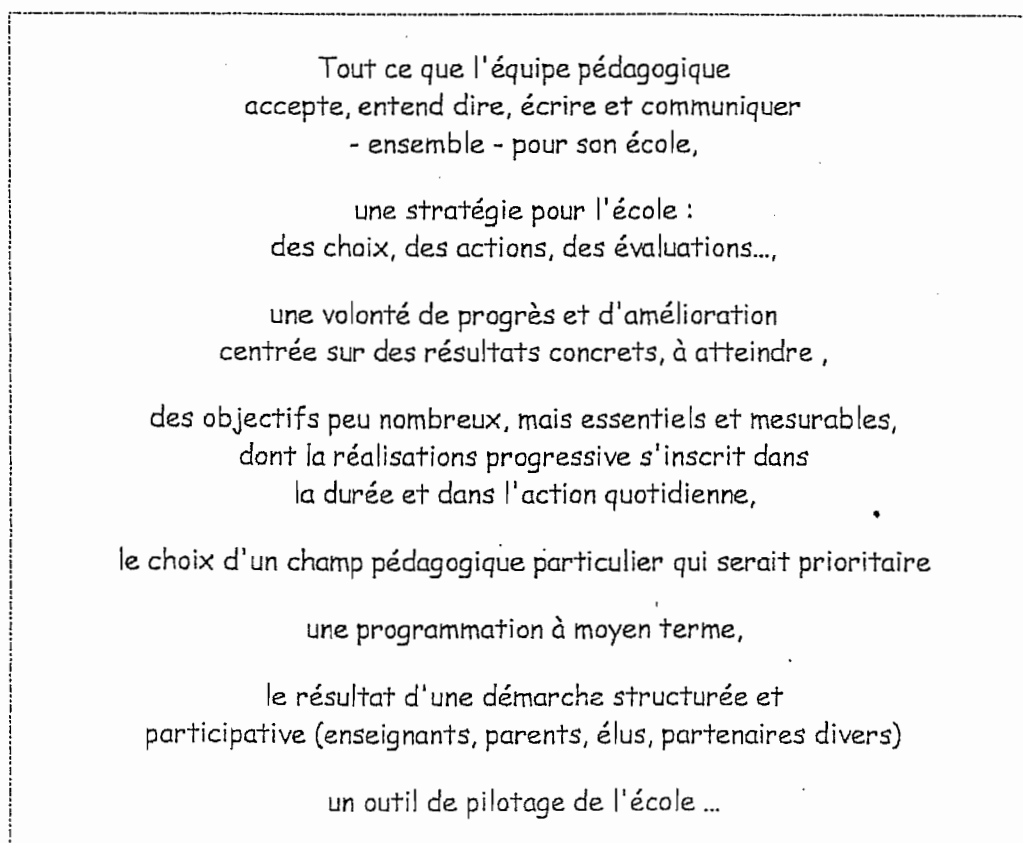 Tout ce que l'équipe pédagogique
accepte, entend dire, écrire et communiquer
- ensemble - pour son école,
une stratégie pour l'école :
des choix, des actions, des évaluations...,
une volonté de progrès et d'amélioration
centrée sur des résultats concrets, à atteindre ,
des objectifs peu nombreux, mais essentiels et mesurables,
dont la réalisations progressive s'inscrit dans
la durée et dans l'action quotidienne,
le choix d'un champ pédagogique particulier qui serait prioritaire
une programmation à moyen terme,
le résultat d'une démarche structurée et
participative (enseignants, parents, élus, partenaires divers)
un outil de pilotage de l'école ...